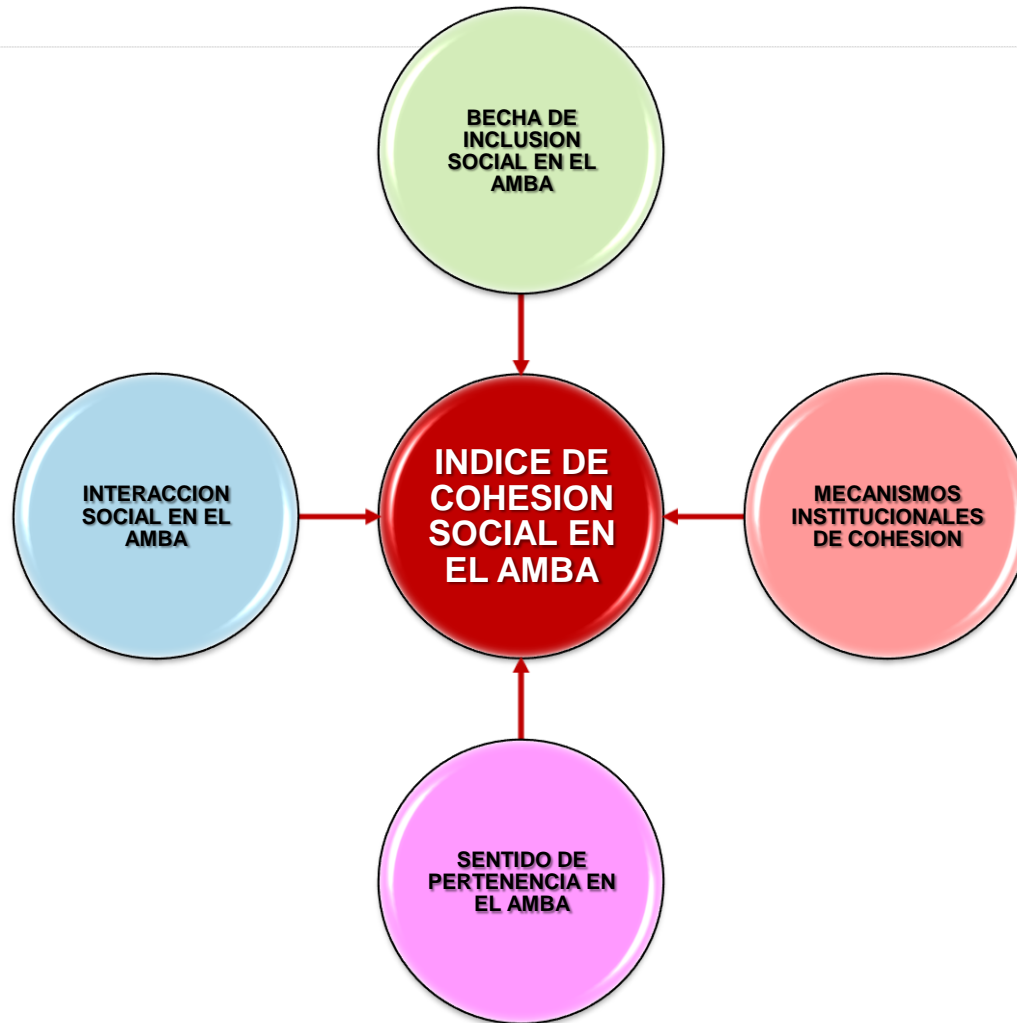 BECHA DE
INCLUSION
SOCIAL EN EL
AMBA
INTERACCION
SOCIAL EN EL
AMBA
INDICE DE
COHESION
SOCIAL EN
EL AMBA
MECANISMOS
INSTITUCIONALES
DE COHESION
SENTIDO DE
PERTENENCIA EN
EL AMBA